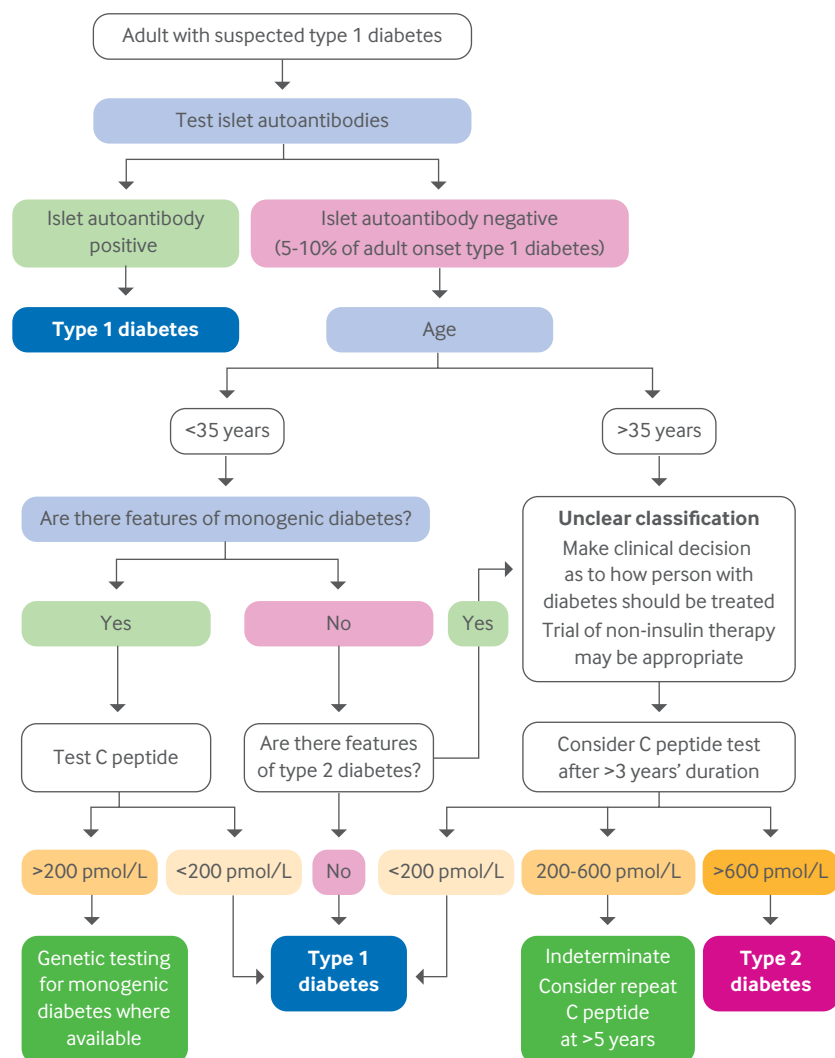 Adult with suspected type 1 diabetes
Test islet autoantibodies
Islet autoantibody
positive
Islet autoantibody negative
(5-10% of adult onset type 1 diabetes)
Type 1 diabetes
Age
<35 years
>35 years
Are there features of monogenic diabetes?
Unclear classification
Make clinical decision
as to how person with
diabetes should be treated
Trial of non-insulin therapy
may be appropriate
Yes
No
Yes
Test C peptide
Are there features
of type 2 diabetes?
Consider C peptide test
after >3 years' duration
>200 pmol/L
<200 pmol/L
No
<200 pmol/L
200-600 pmol/L
>600 pmol/L
Genetic testing
for monogenic
diabetes where
available
Type 1
diabetes
Indeterminate
Consider repeat
C peptide
at >5 years
Type 2
diabetes